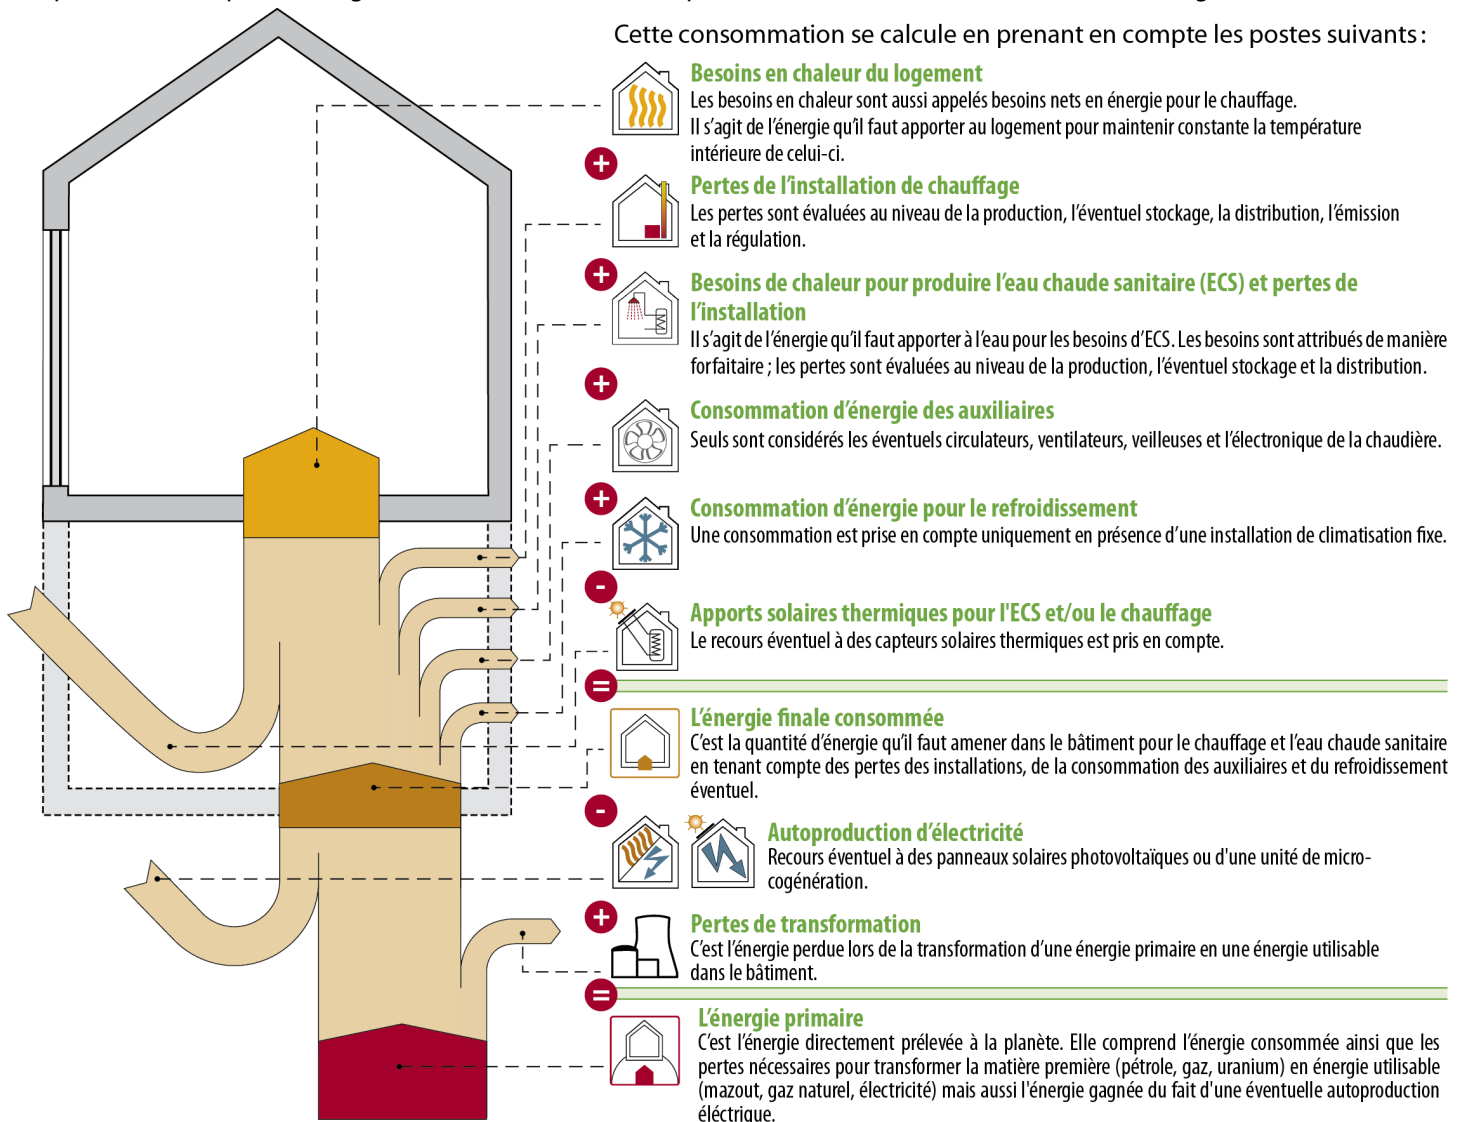 Cette consommation se calcule en prenant en compte les postes suivants :
Besoins en chaleur du logement
Les besoins en chaleur sont aussi appelés besoins nets en énergie pour le chauffage.
Il s'agit de l'énergie qu'il faut apporter au logement pour maintenir constante la température
intérieure de celui-ci.
+
Pertes de l'installation de chauffage
Les pertes sont évaluées au niveau de la production, l'éventuel stockage, la distribution, l'émission
et la régulation.
+
Besoins de chaleur pour produire l'eau chaude sanitaire (ECS) et pertes de
l'installation
Il s'agit de l'énergie qu'il faut apporter à l'eau pour les besoins d'ECS. Les besoins sont attribués de manière
forfaitaire ; les pertes sont évaluées au niveau de la production, l'éventuel stockage et la distribution.
+
Consommation d'énergie des auxiliaires
Seuls sont considérés les éventuels circulateurs, ventilateurs, veilleuses et l'électronique de la chaudière.
+
Consommation d'énergie pour le refroidissement
Une consommation est prise en compte uniquement en présence d'une installation de climatisation fixe.
-
Apports solaires thermiques pour l'ECS et/ou le chauffage
Le recours éventuel à des capteurs solaires thermiques est pris en compte.
=
L'énergie finale consommée
C'est la quantité d'énergie qu'il faut amener dans le bâtiment pour le chauffage et l'eau chaude sanitaire
en tenant compte des pertes des installations, de la consommation des auxiliaires et du refroidissement
éventuel.
-
Autoproduction d'électricité
Recours éventuel à des panneaux solaires photovoltaïques ou d'une unité de micro-
cogénération.
+
Pertes de transformation
C'est l'énergie perdue lors de la transformation d'une énergie primaire en une énergie utilisable
dans le bâtiment.
=
L'énergie primaire
C'est l'énergie directement prélevée à la planète. Elle comprend l'énergie consommée ainsi que les
pertes nécessaires pour transformer la matière première (pétrole, gaz, uranium) en énergie utilisable
(mazout, gaz naturel, électricité) mais aussi l'énergie gagnée du fait d'une éventuelle autoproduction
éléctrique.